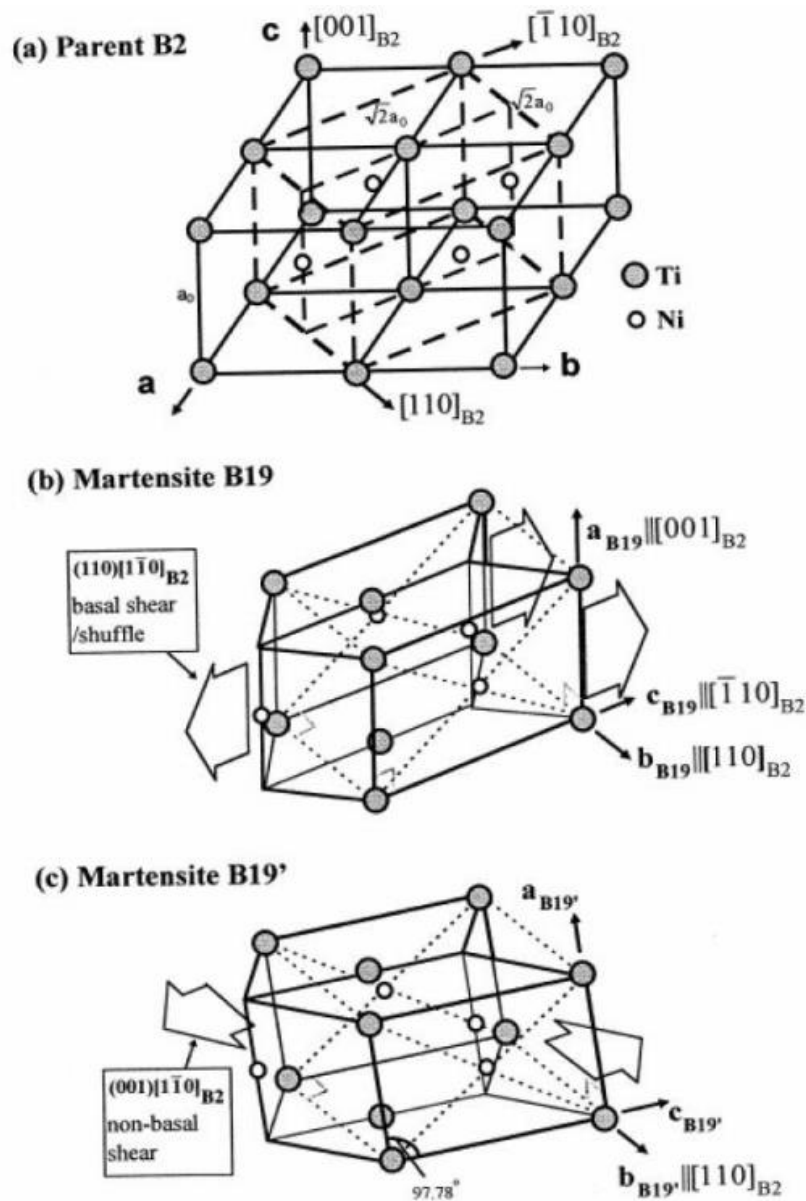 (a) Parent B2
c
[001]B2
[1̅10]B2
√2a₀
√2a₀
a₀
Ti
Ni
a
b
[110]B2
(b) Martensite B19
(110)[11̅0]B2
basal shear
/shuffle
aB19||[001]B2
cB19||[1̅10]B2
bB19||[110]B2
(c) Martensite B19’
aB19’
(001)[11̅0]B2
non-basal
shear
cB19’
bB19’||[110]B2
97.78°